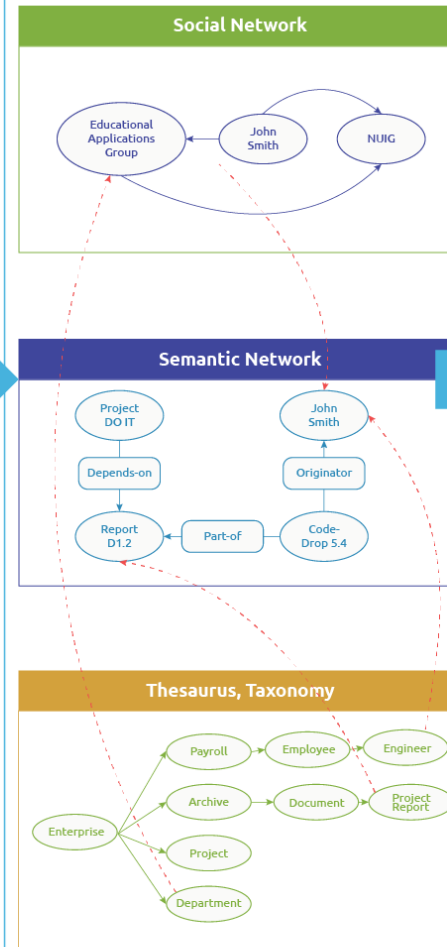 Social Network
Educational
Applications
Group
John
Smith
NUIG
Semantic Network
Project
DO IT
John
Smith
Depends-on
Originator
Report
D1.2
Part-of
Code-
Drop 5.4
Thesaurus, Taxonomy
Payroll
Employee
Engineer
Archive
Document
Project
Report
Enterprise
Project
Department